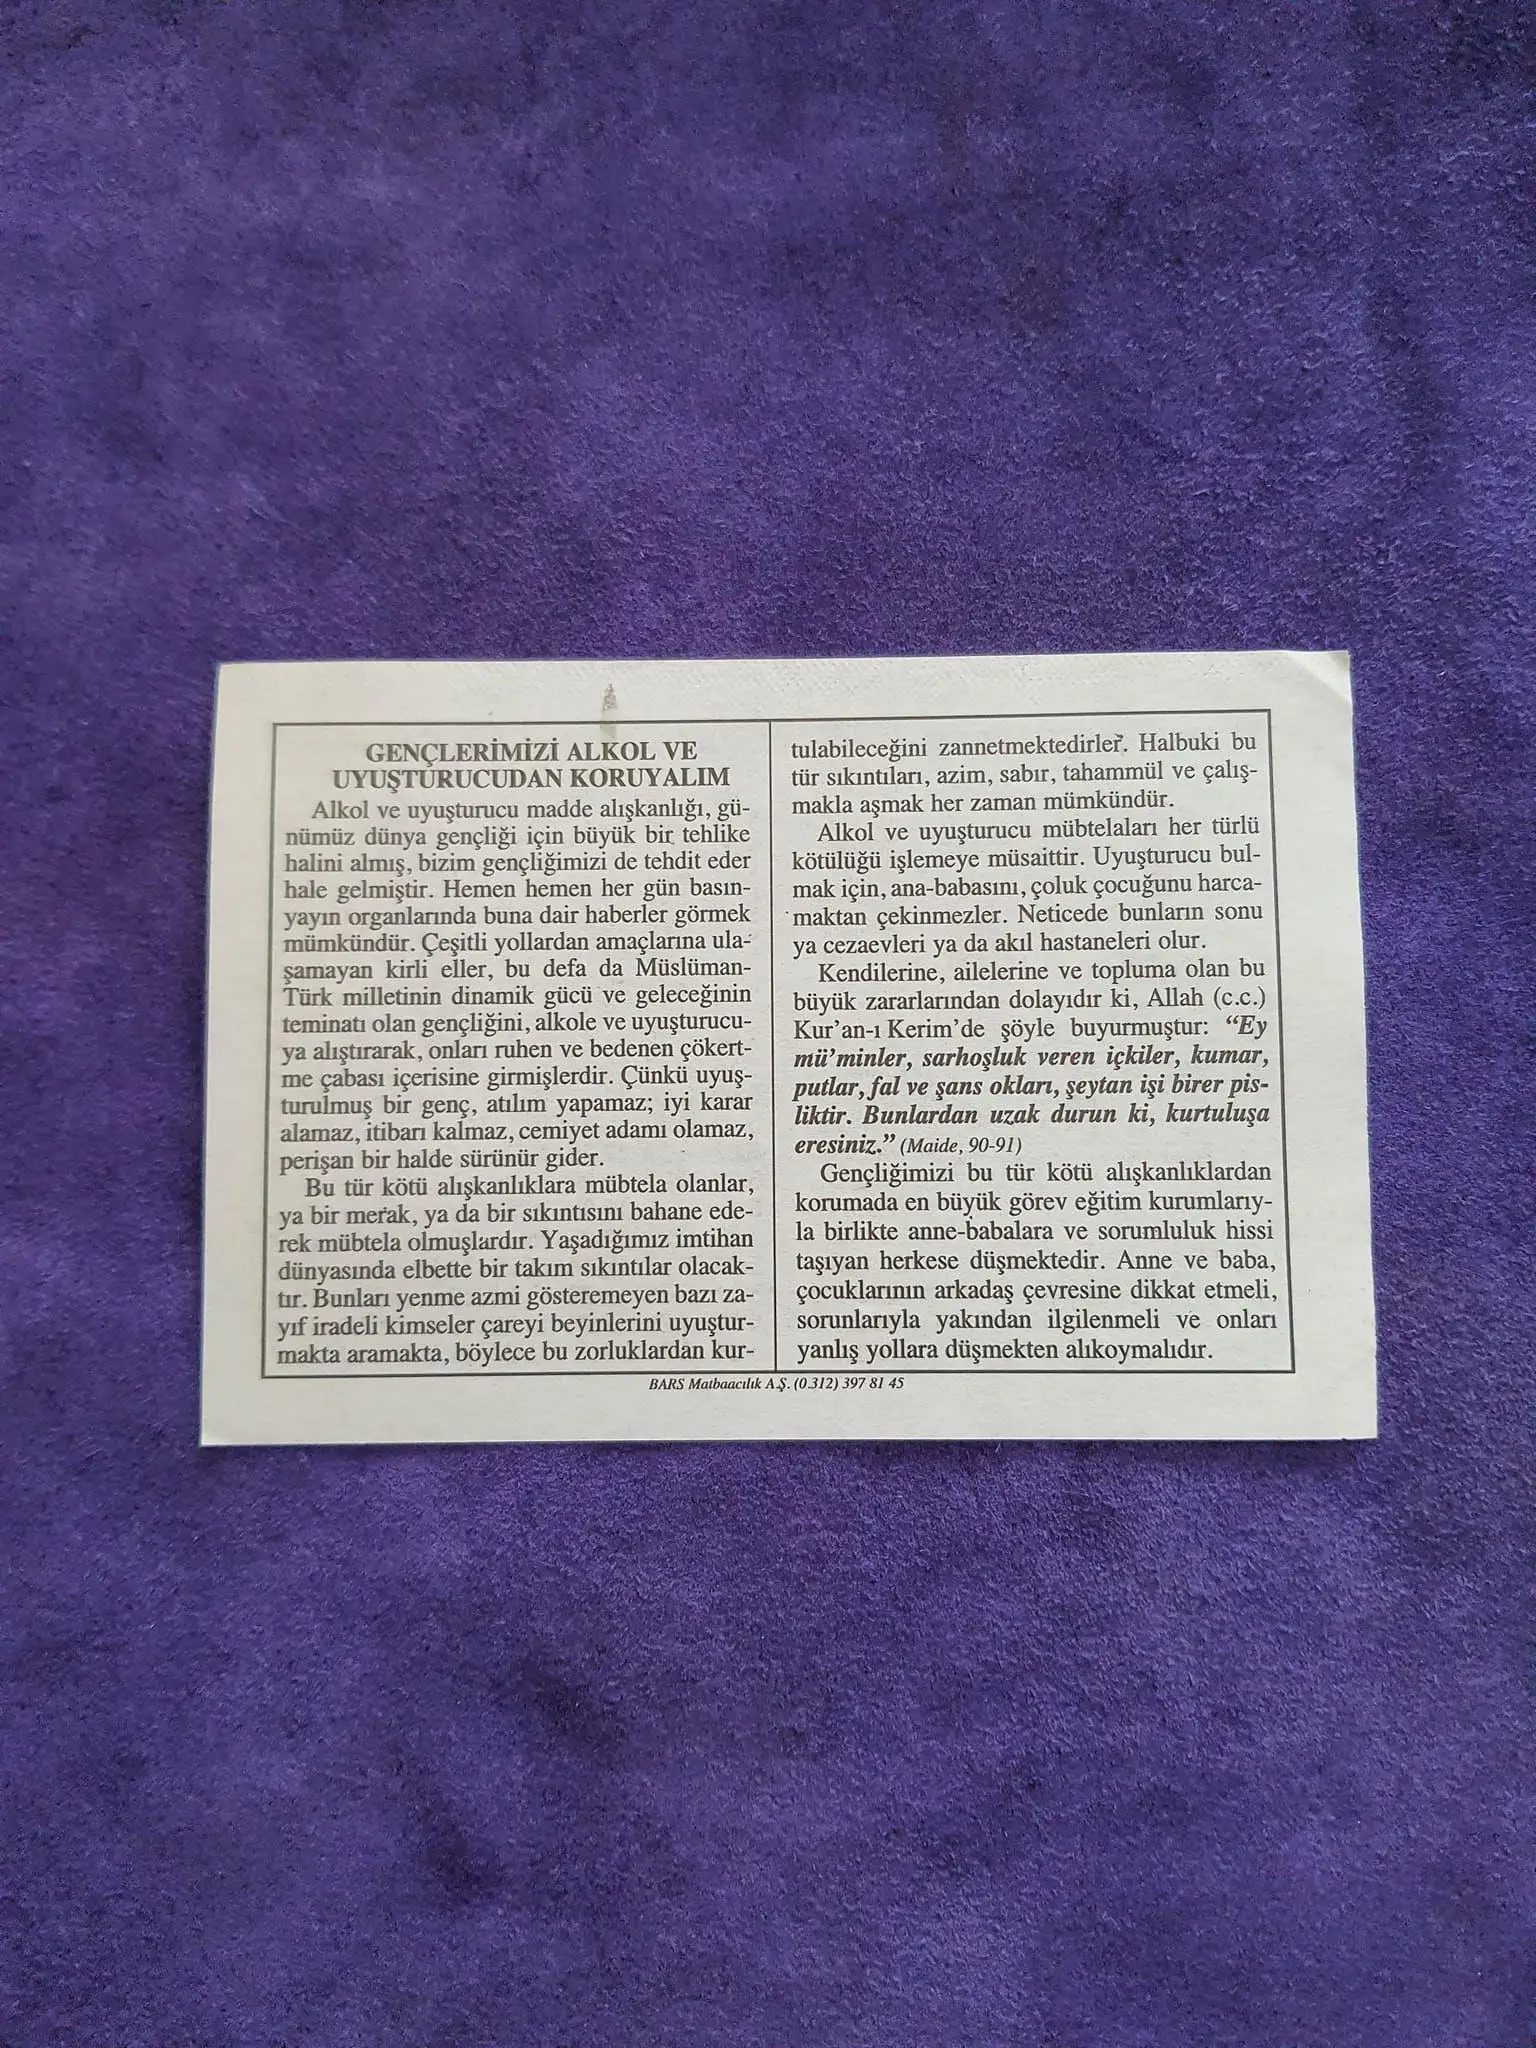 GENÇLERİMİZİ ALKOL VE
UYUŞTURUCUDAN KORUYALIM
Alkol ve uyuşturucu madde alışkanlığı, gü-
nümüz dünya gençliği için büyük bir tehlike
halini almış, bizim gençliğimizi de tehdit eder
hale gelmiştir. Hemen hemen her gün basın-
yayın organlarında buna dair haberler görmek
mümkündür. Çeşitli yollardan amaçlarına ula-
şamayan kirli eller, bu defa da Müslüman-
Türk milletinin dinamik gücü ve geleceğinin
teminatı olan gençliğini, alkole ve uyuşturucu-
ya alıştırarak, onları ruhen ve bedenen çökert-
me çabası içerisine girmişlerdir. Çünkü uyuş-
turulmuş bir genç, atılım yapamaz; iyi karar
alamaz, itibarı kalmaz, cemiyet adamı olamaz,
perişan bir halde sürünür gider.
Bu tür kötü alışkanlıklara mübtela olanlar,
ya bir merak, ya da bir sıkıntısını bahane ede-
rek mübtela olmuşlardır. Yaşadığımız imtihan
dünyasında elbette bir takım sıkıntılar olacak-
tır. Bunları yenme azmi gösteremeyen bazı za-
yıf iradeli kimseler çareyi beyinlerini uyuştur-
makta aramakta, böylece bu zorluklardan kur-
tulabileceğini zannetmektedirler. Halbuki bu
tür sıkıntıları, azim, sabır, tahammül ve çalış-
makla aşmak her zaman mümkündür.
Alkol ve uyuşturucu mübtelaları her türlü
kötülüğü işlemeye müsaittir. Uyuşturucu bul-
mak için, ana-babasını, çoluk çocuğunu harca-
maktan çekinmezler. Neticede bunların sonu
ya cezaevleri ya da akıl hastaneleri olur.
Kendilerine, ailelerine ve topluma olan bu
büyük zararlarından dolayıdır ki, Allah (c.c.)
Kur'an-ı Kerim'de şöyle buyurmuştur: “Ey
mü'minler, sarhoşluk veren içkiler, kumar,
putlar, fal ve şans okları, şeytan işi birer pis-
liktir. Bunlardan uzak durun ki, kurtuluşa
eresiniz.” (Maide, 90-91)
Gençliğimizi bu tür kötü alışkanlıklardan
korumada en büyük görev eğitim kurumlarıy-
la birlikte anne-babalara ve sorumluluk hissi
taşıyan herkese düşmektedir. Anne ve baba,
çocuklarının arkadaş çevresine dikkat etmeli,
sorunlarıyla yakından ilgilenmeli ve onları
yanlış yollara düşmekten alıkoymalıdır.
BARS Matbaacılık A.Ş. (0.312) 397 81 45